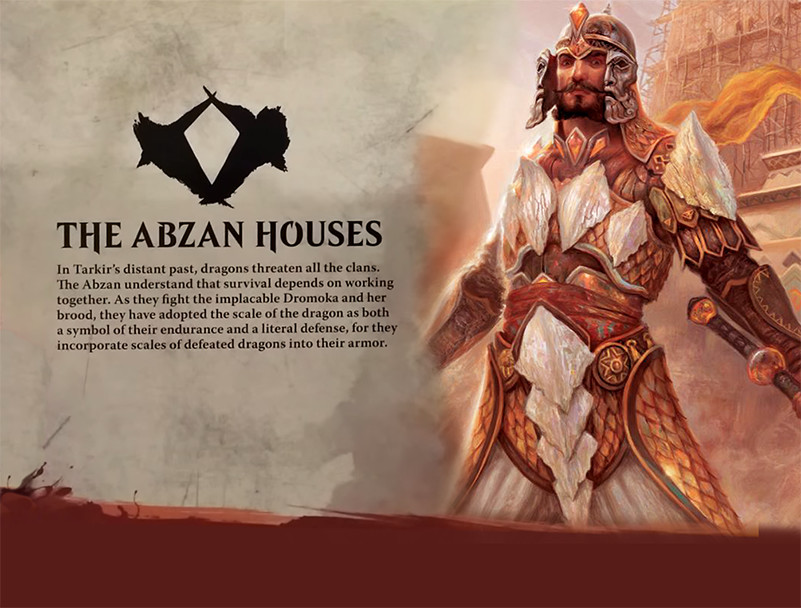 THE ABZAN HOUSES
In Tarkir's distant past, dragons threaten all the clans.
The Abzan understand that survival depends on working
together. As they fight the implacable Dromoka and her
brood, they have adopted the scale of the dragon as both
a symbol of their endurance and a literal defense, for they
incorporate scales of defeated dragons into their armor.